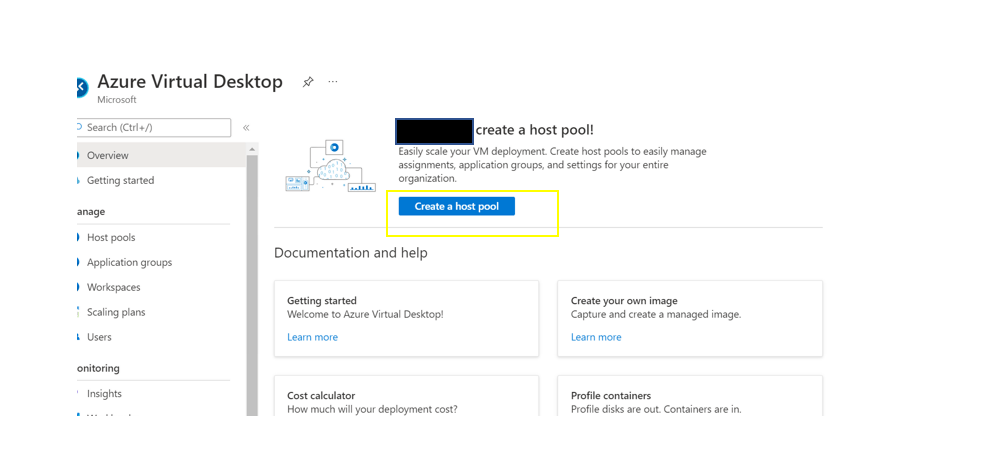 Azure Virtual Desktop
Microsoft
Search (Ctrl+/)
Overview
Getting started
anage
Host pools
Application groups
Workspaces
Scaling plans
Users
onitoring
Insights
create a host pool!
Easily scale your VM deployment. Create host pools to easily manage
assignments, application groups, and settings for your entire
organization.
Create a host pool
Documentation and help
Getting started
Welcome to Azure Virtual Desktop!
Learn more
Create your own image
Capture and create a managed image.
Learn more
Cost calculator
How much will your deployment cost?
Profile containers
Profile disks are out. Containers are in.